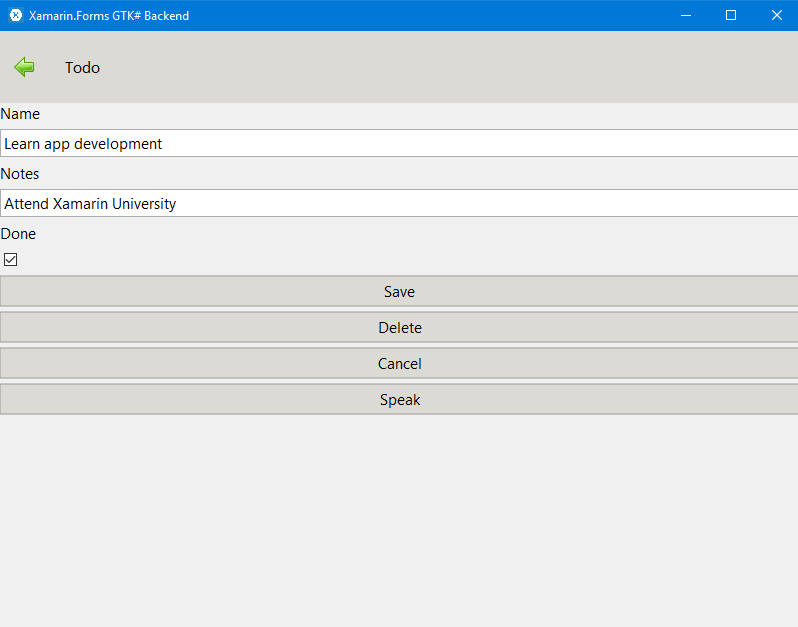 Xamarin.Forms GTK# Backend
Todo
Name
Learn app development
Notes
Attend Xamarin University
Done
Save
Delete
Cancel
Speak